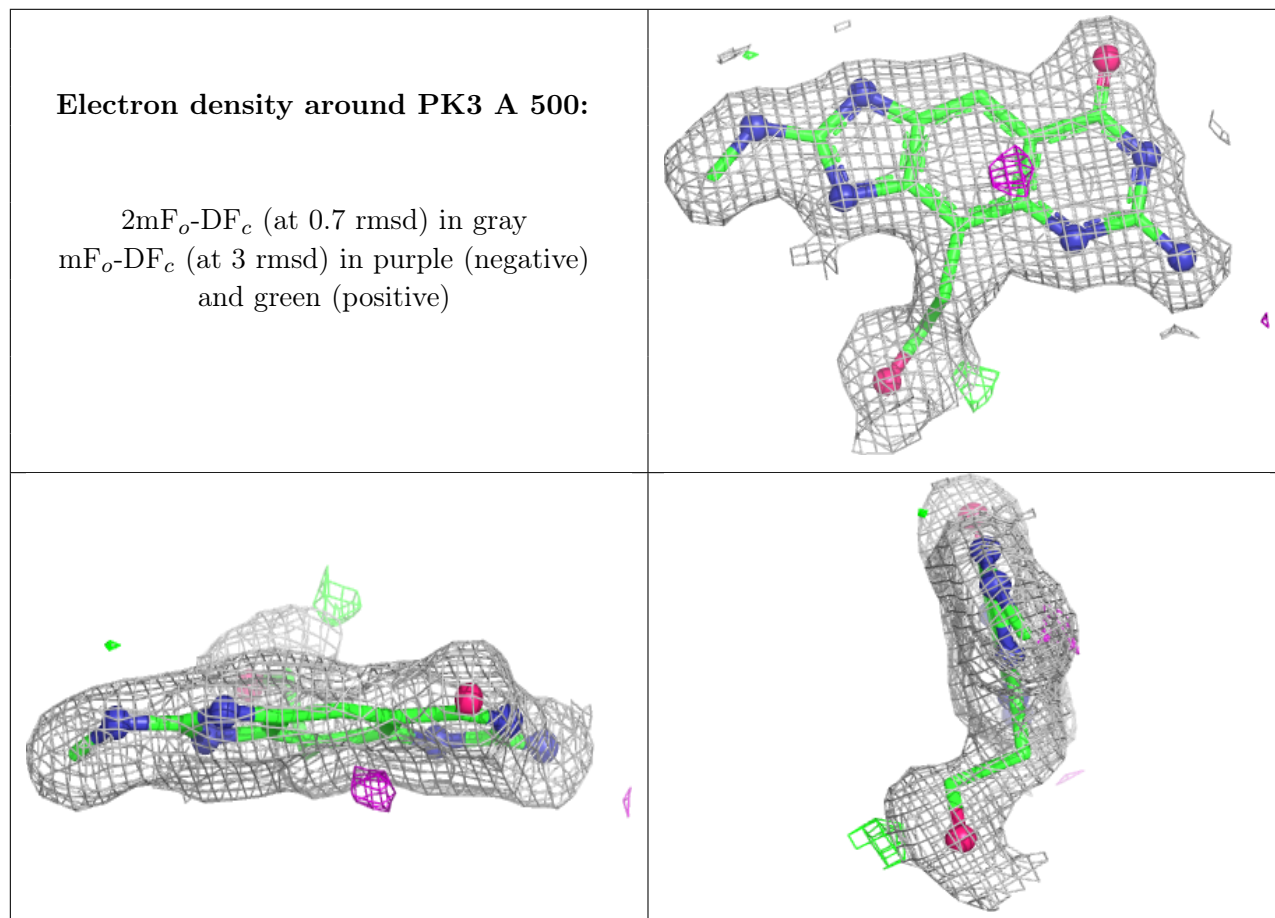 Electron density around PK3 A 500:
2mFo-DFc (at 0.7 rmsd) in gray
mFo-DFc (at 3 rmsd) in purple (negative)
and green (positive)